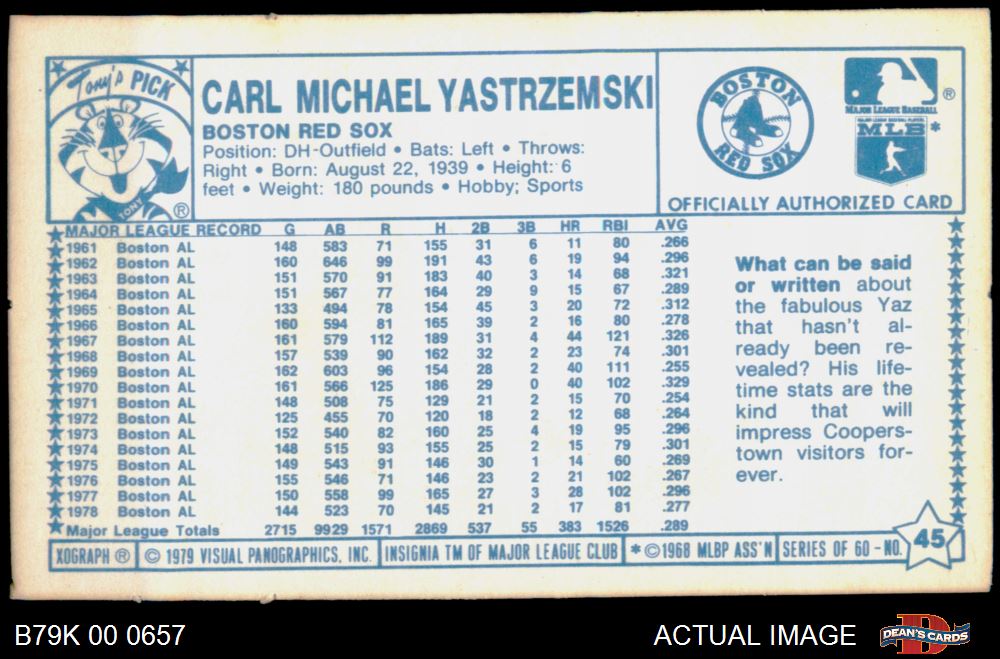 Tony's PICK
TONY
®
CARL MICHAEL YASTRZEMSKI
BOSTON RED SOX
Position: DH-Outfield • Bats: Left • Throws:
Right • Born: August 22, 1939 • Height: 6
feet • Weight: 180 pounds • Hobby; Sports
BOSTON
RED SOX
®
MAJOR LEAGUE BASEBALL
MAJOR LEAGUE BASEBALL PLAYERS
MLB *
OFFICIALLY AUTHORIZED CARD
MAJOR LEAGUE RECORD G AB R H 2B 3B HR RBI AVG
1961 Boston AL 148 583 71 155 31 6 11 80 .266
1962 Boston AL 160 646 99 191 43 6 19 94 .296
1963 Boston AL 151 570 91 183 40 3 14 68 .321
1964 Boston AL 151 567 77 164 29 9 15 67 .289
1965 Boston AL 133 494 78 154 45 3 20 72 .312
1966 Boston AL 160 594 81 165 39 2 16 80 .278
1967 Boston AL 161 579 112 189 31 4 44 121 .326
1968 Boston AL 157 539 90 162 32 2 23 74 .301
1969 Boston AL 162 603 96 154 28 2 40 111 .255
1970 Boston AL 161 566 125 186 29 0 40 102 .329
1971 Boston AL 148 508 75 129 21 2 15 70 .254
1972 Boston AL 125 455 70 120 18 2 12 68 .264
1973 Boston AL 152 540 82 160 25 4 19 95 .296
1974 Boston AL 148 515 93 155 25 2 15 79 .301
1975 Boston AL 149 543 91 146 30 1 14 60 .269
1976 Boston AL 155 546 71 146 23 2 21 102 .267
1977 Boston AL 150 558 99 165 27 3 28 102 .296
1978 Boston AL 144 523 70 145 21 2 17 81 .277
Major League Totals 2715 9929 1571 2869 537 55 383 1526 .289
What can be said
or written about
the fabulous Yaz
that hasn't al-
ready been re-
vealed? His life-
time stats are the
kind that will
impress Coopers-
town visitors for-
ever.
XOGRAPH ® © 1979 VISUAL PANOGRAPHICS, INC. INSIGNIA TM OF MAJOR LEAGUE CLUB * © 1968 MLBP ASS'N SERIES OF 60 - NO. 45
B79K 00 0657
ACTUAL IMAGE
D
DEAN'S CARDS